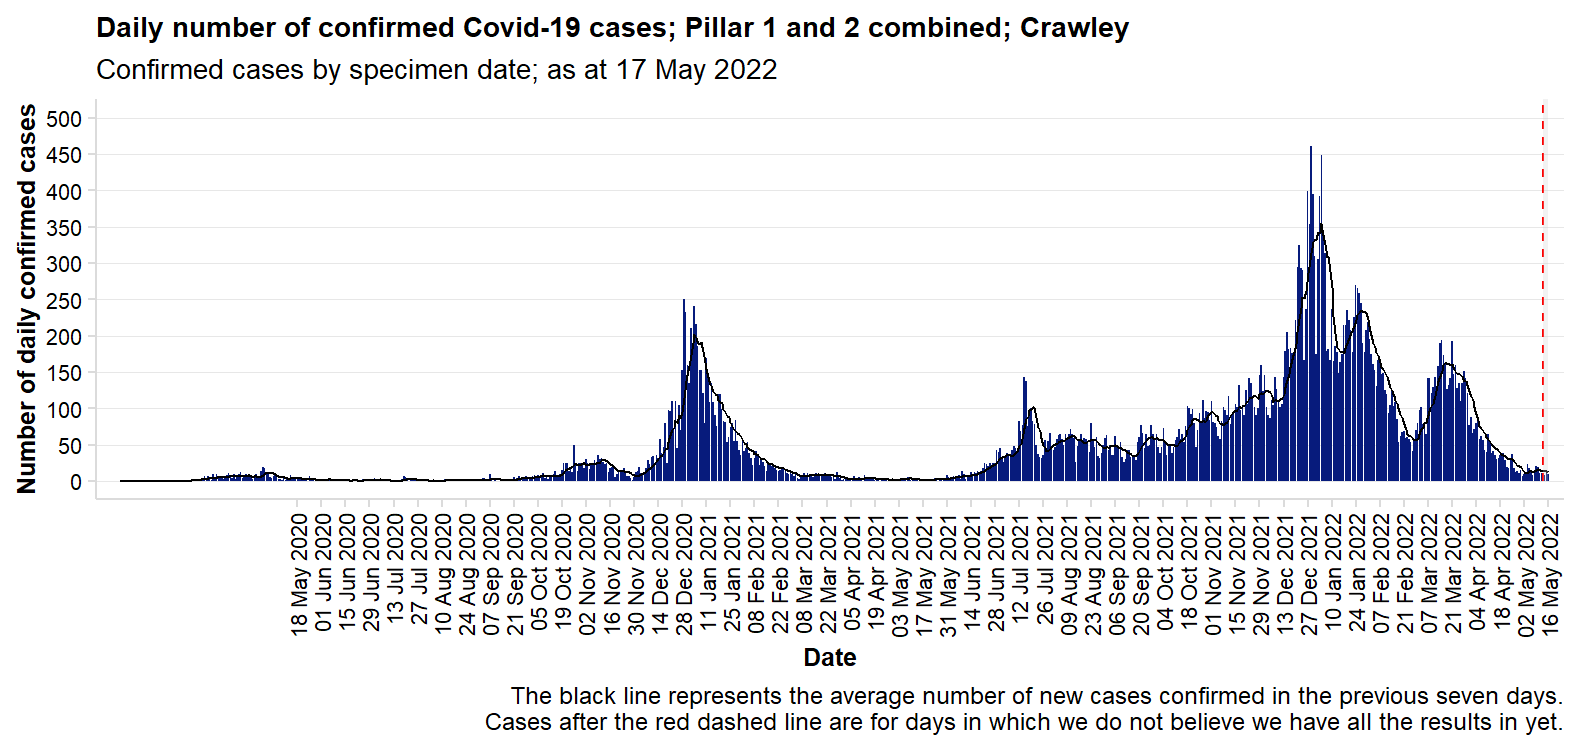 Daily number of confirmed Covid-19 cases; Pillar 1 and 2 combined; Crawley
Confirmed cases by specimen date; as at 17 May 2022
Number of daily confirmed cases
500
450
400
350
300
250
200
150
100
50
0
18 May 2020
01 Jun 2020
15 Jun 2020
29 Jun 2020
13 Jul 2020
27 Jul 2020
10 Aug 2020
24 Aug 2020
07 Sep 2020
21 Sep 2020
05 Oct 2020
19 Oct 2020
02 Nov 2020
16 Nov 2020
30 Nov 2020
14 Dec 2020
28 Dec 2020
11 Jan 2021
25 Jan 2021
08 Feb 2021
22 Feb 2021
08 Mar 2021
22 Mar 2021
05 Apr 2021
19 Apr 2021
03 May 2021
17 May 2021
31 May 2021
14 Jun 2021
28 Jun 2021
12 Jul 2021
26 Jul 2021
09 Aug 2021
23 Aug 2021
06 Sep 2021
20 Sep 2021
04 Oct 2021
18 Oct 2021
01 Nov 2021
15 Nov 2021
29 Nov 2021
13 Dec 2021
27 Dec 2021
10 Jan 2022
24 Jan 2022
07 Feb 2022
21 Feb 2022
07 Mar 2022
21 Mar 2022
04 Apr 2022
18 Apr 2022
02 May 2022
16 May 2022
Date
The black line represents the average number of new cases confirmed in the previous seven days.
Cases after the red dashed line are for days in which we do not believe we have all the results in yet.